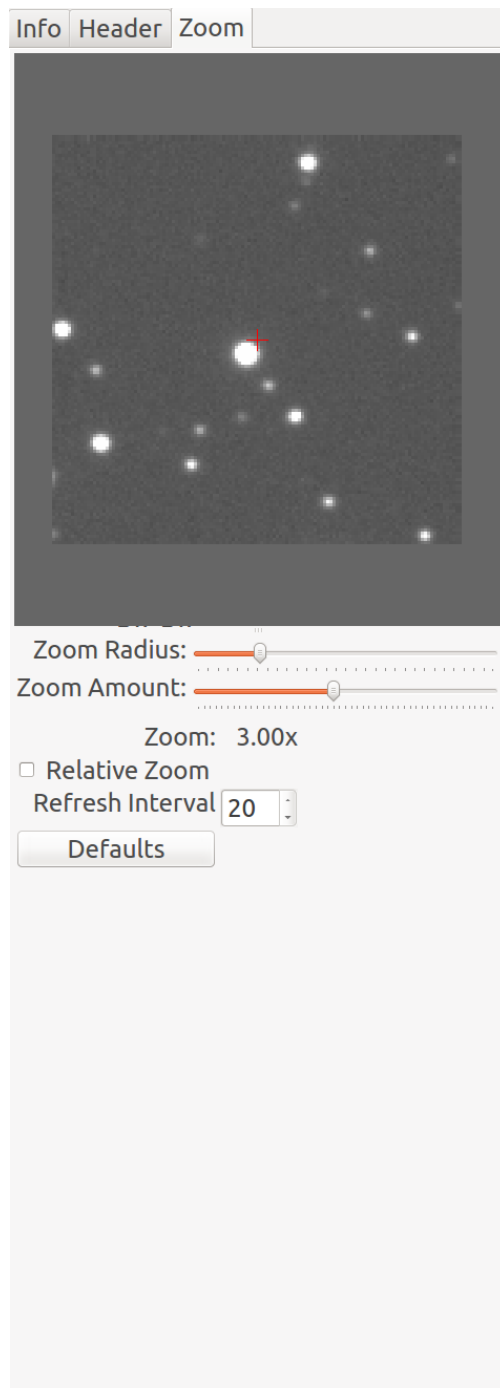 Info Header Zoom
Zoom Radius:
Zoom Amount:
Zoom: 3.00x
Relative Zoom
Refresh Interval 20
Defaults